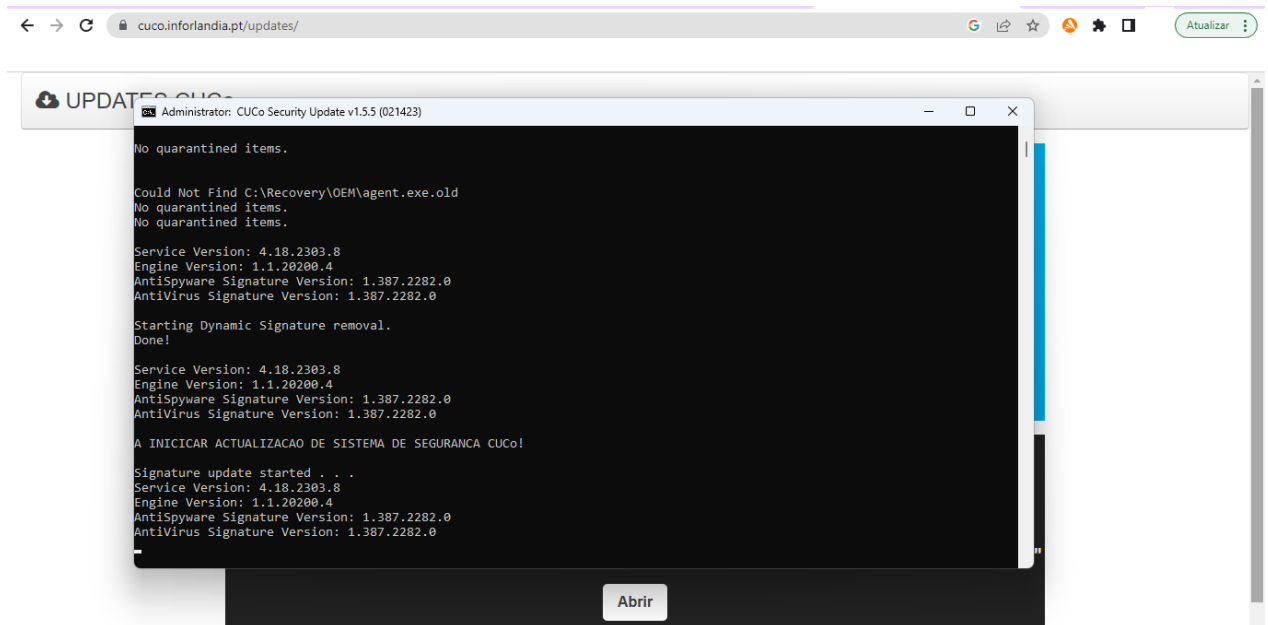 cuco.inforlandia.pt/updates/
Atualizar
UPDATES CUCo
Administrator: CUCo Security Update v1.5.5 (021423)
No quarantined items.
Could Not Find C:\Recovery\OEM\agent.exe.old
No quarantined items.
No quarantined items.
Service Version: 4.18.2303.8
Engine Version: 1.1.20200.4
AntiSpyware Signature Version: 1.387.2282.0
AntiVirus Signature Version: 1.387.2282.0
Starting Dynamic Signature removal.
Done!
Service Version: 4.18.2303.8
Engine Version: 1.1.20200.4
AntiSpyware Signature Version: 1.387.2282.0
AntiVirus Signature Version: 1.387.2282.0
A INICICAR ACTUALIZACAO DE SISTEMA DE SEGURANCA CUCo!
Signature update started . . .
Service Version: 4.18.2303.8
Engine Version: 1.1.20200.4
AntiSpyware Signature Version: 1.387.2282.0
AntiVirus Signature Version: 1.387.2282.0
"
Abrir